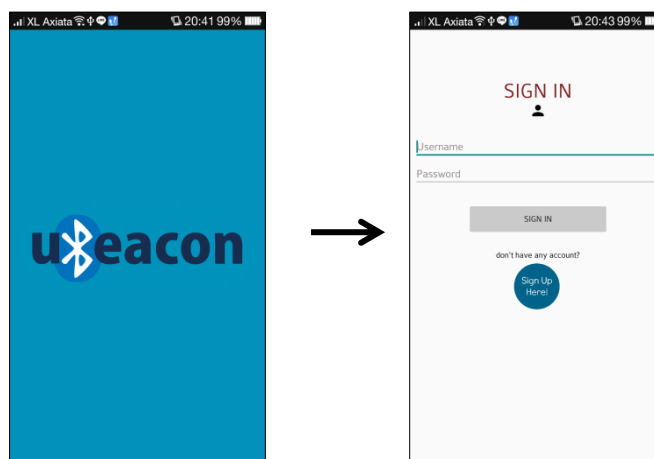 XL Axiata 20:41 99%
uBeacon
XL Axiata 20:43 99%
SIGN IN
Username
Password
SIGN IN
don't have any account?
Sign Up
Here!